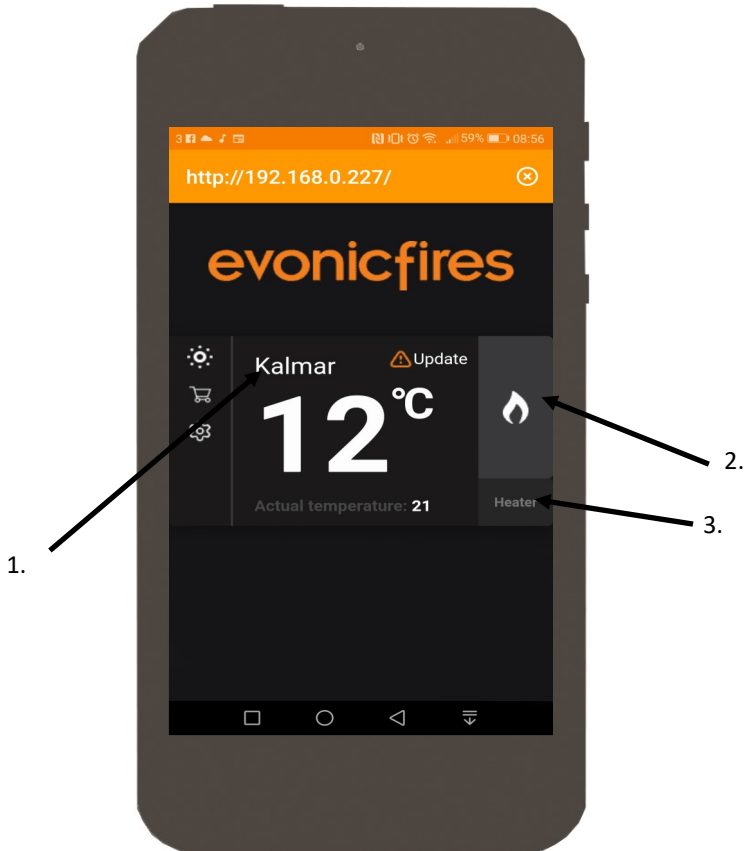 3 59% 08:56
http://192.168.0.227/
evonicfires
Kalmar Update
12°C
Actual temperature: 21
Heater
1.
2.
3.